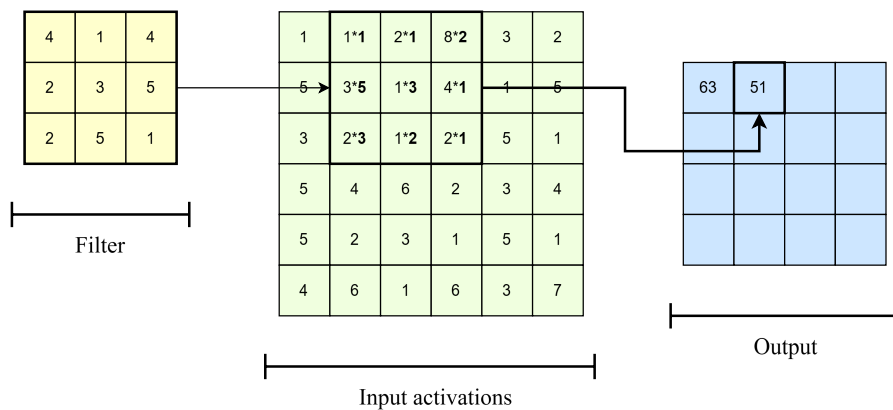 4 1 4
2 3 5
2 5 1
Filter
1 1*1 2*1 8*2 3 2
5 3*5 1*3 4*1 1 5
3 2*3 1*2 2*1 5 1
5 4 6 2 3 4
5 2 3 1 5 1
4 6 1 6 3 7
Input activations
63 51
Output